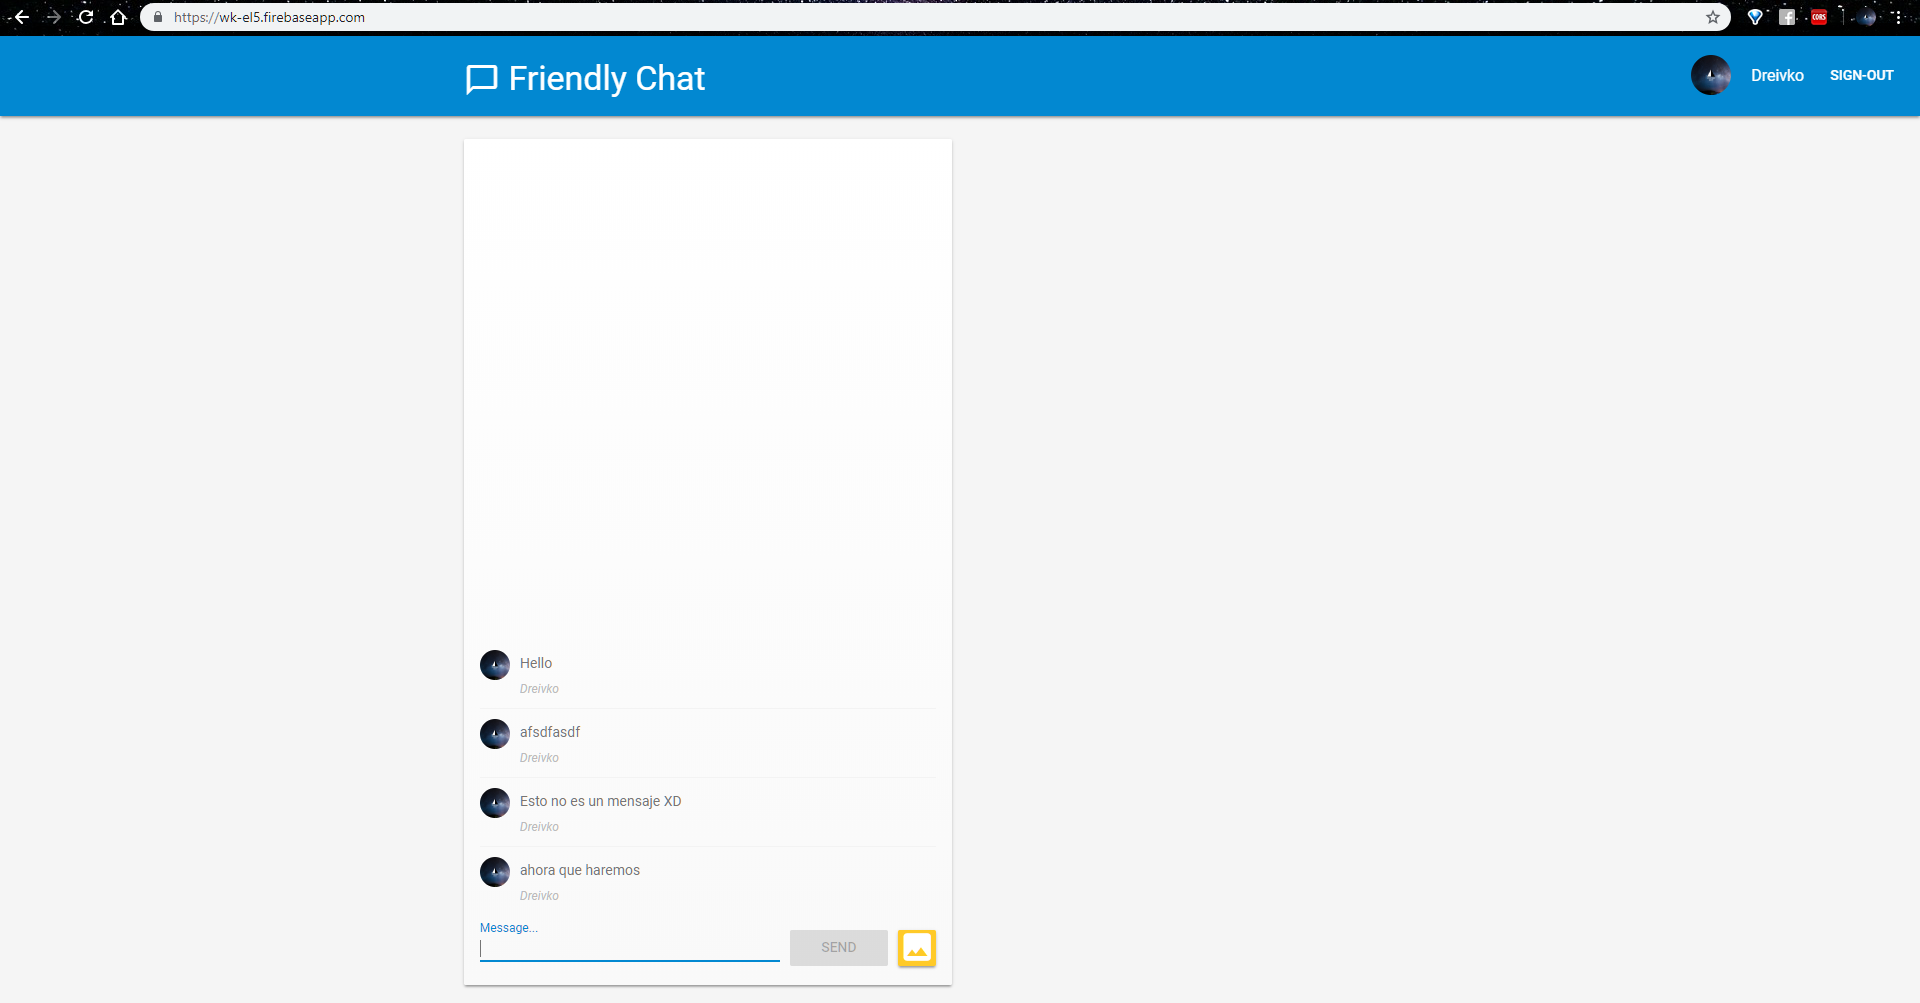 https://wk-el5.firebaseapp.com
CORS
Friendly Chat
Dreivko
SIGN-OUT
Hello
Dreivko
afsdfasdf
Dreivko
Esto no es un mensaje XD
Dreivko
ahora que haremos
Dreivko
Message...
SEND